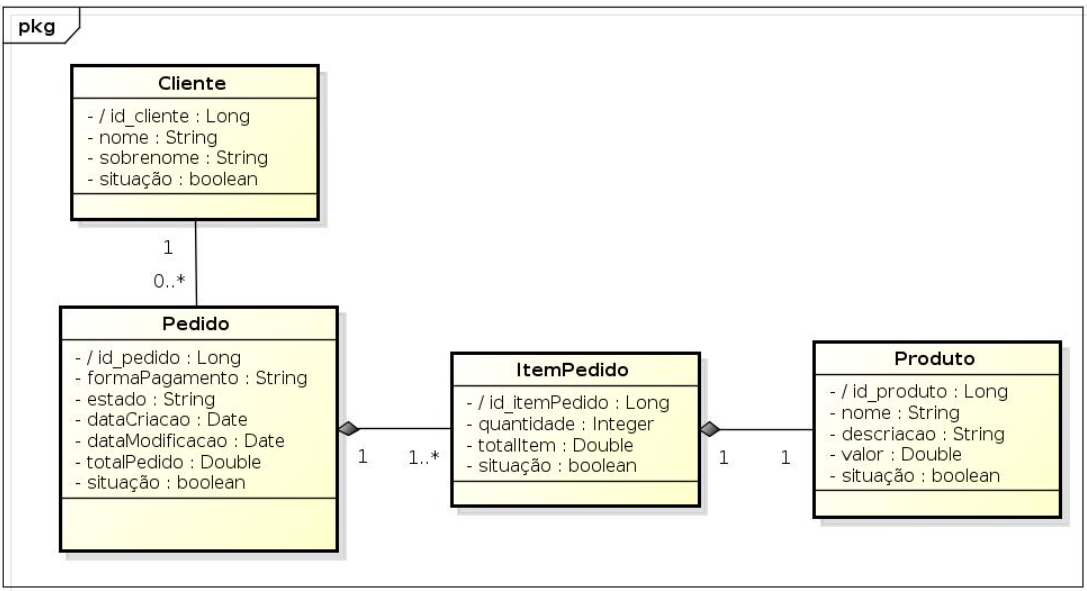 pkg
Cliente
- / id_cliente : Long
- nome : String
- sobrenome : String
- situação : boolean
1
0..*
Pedido
- / id_pedido : Long
- formaPagamento : String
- estado : String
- dataCriacao : Date
- dataModificacao : Date
- totalPedido : Double
- situação : boolean
1
1..*
ItemPedido
- / id_itemPedido : Long
- quantidade : Integer
- totalItem : Double
- situação : boolean
1
1
Produto
- / id_produto : Long
- nome : String
- descriacao : String
- valor : Double
- situação : boolean